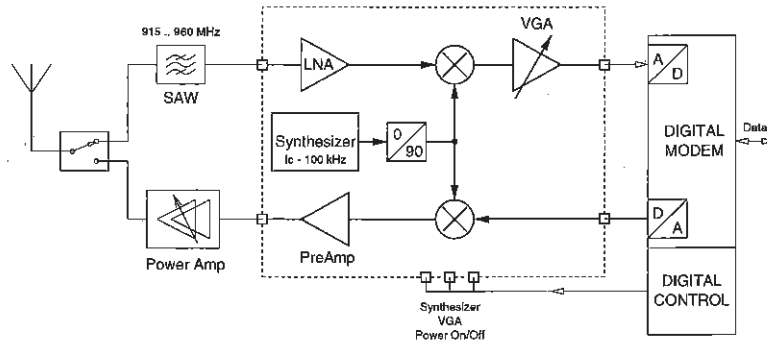 915 .. 960 MHz
SAW
LNA
VGA
A
D
Synthesizer
fc - 100 kHz
0
90
DIGITAL
MODEM
Data
Power Amp
PreAmp
D
A
DIGITAL
CONTROL
Synthesizer
VGA
Power On/Off